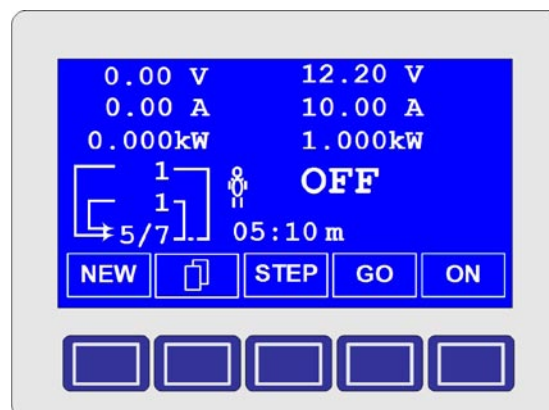 0.00 V 12.20 V
0.00 A 10.00 A
0.000kW 1.000kW
1
OFF
1
5/7 05:10 m
NEW STEP GO ON